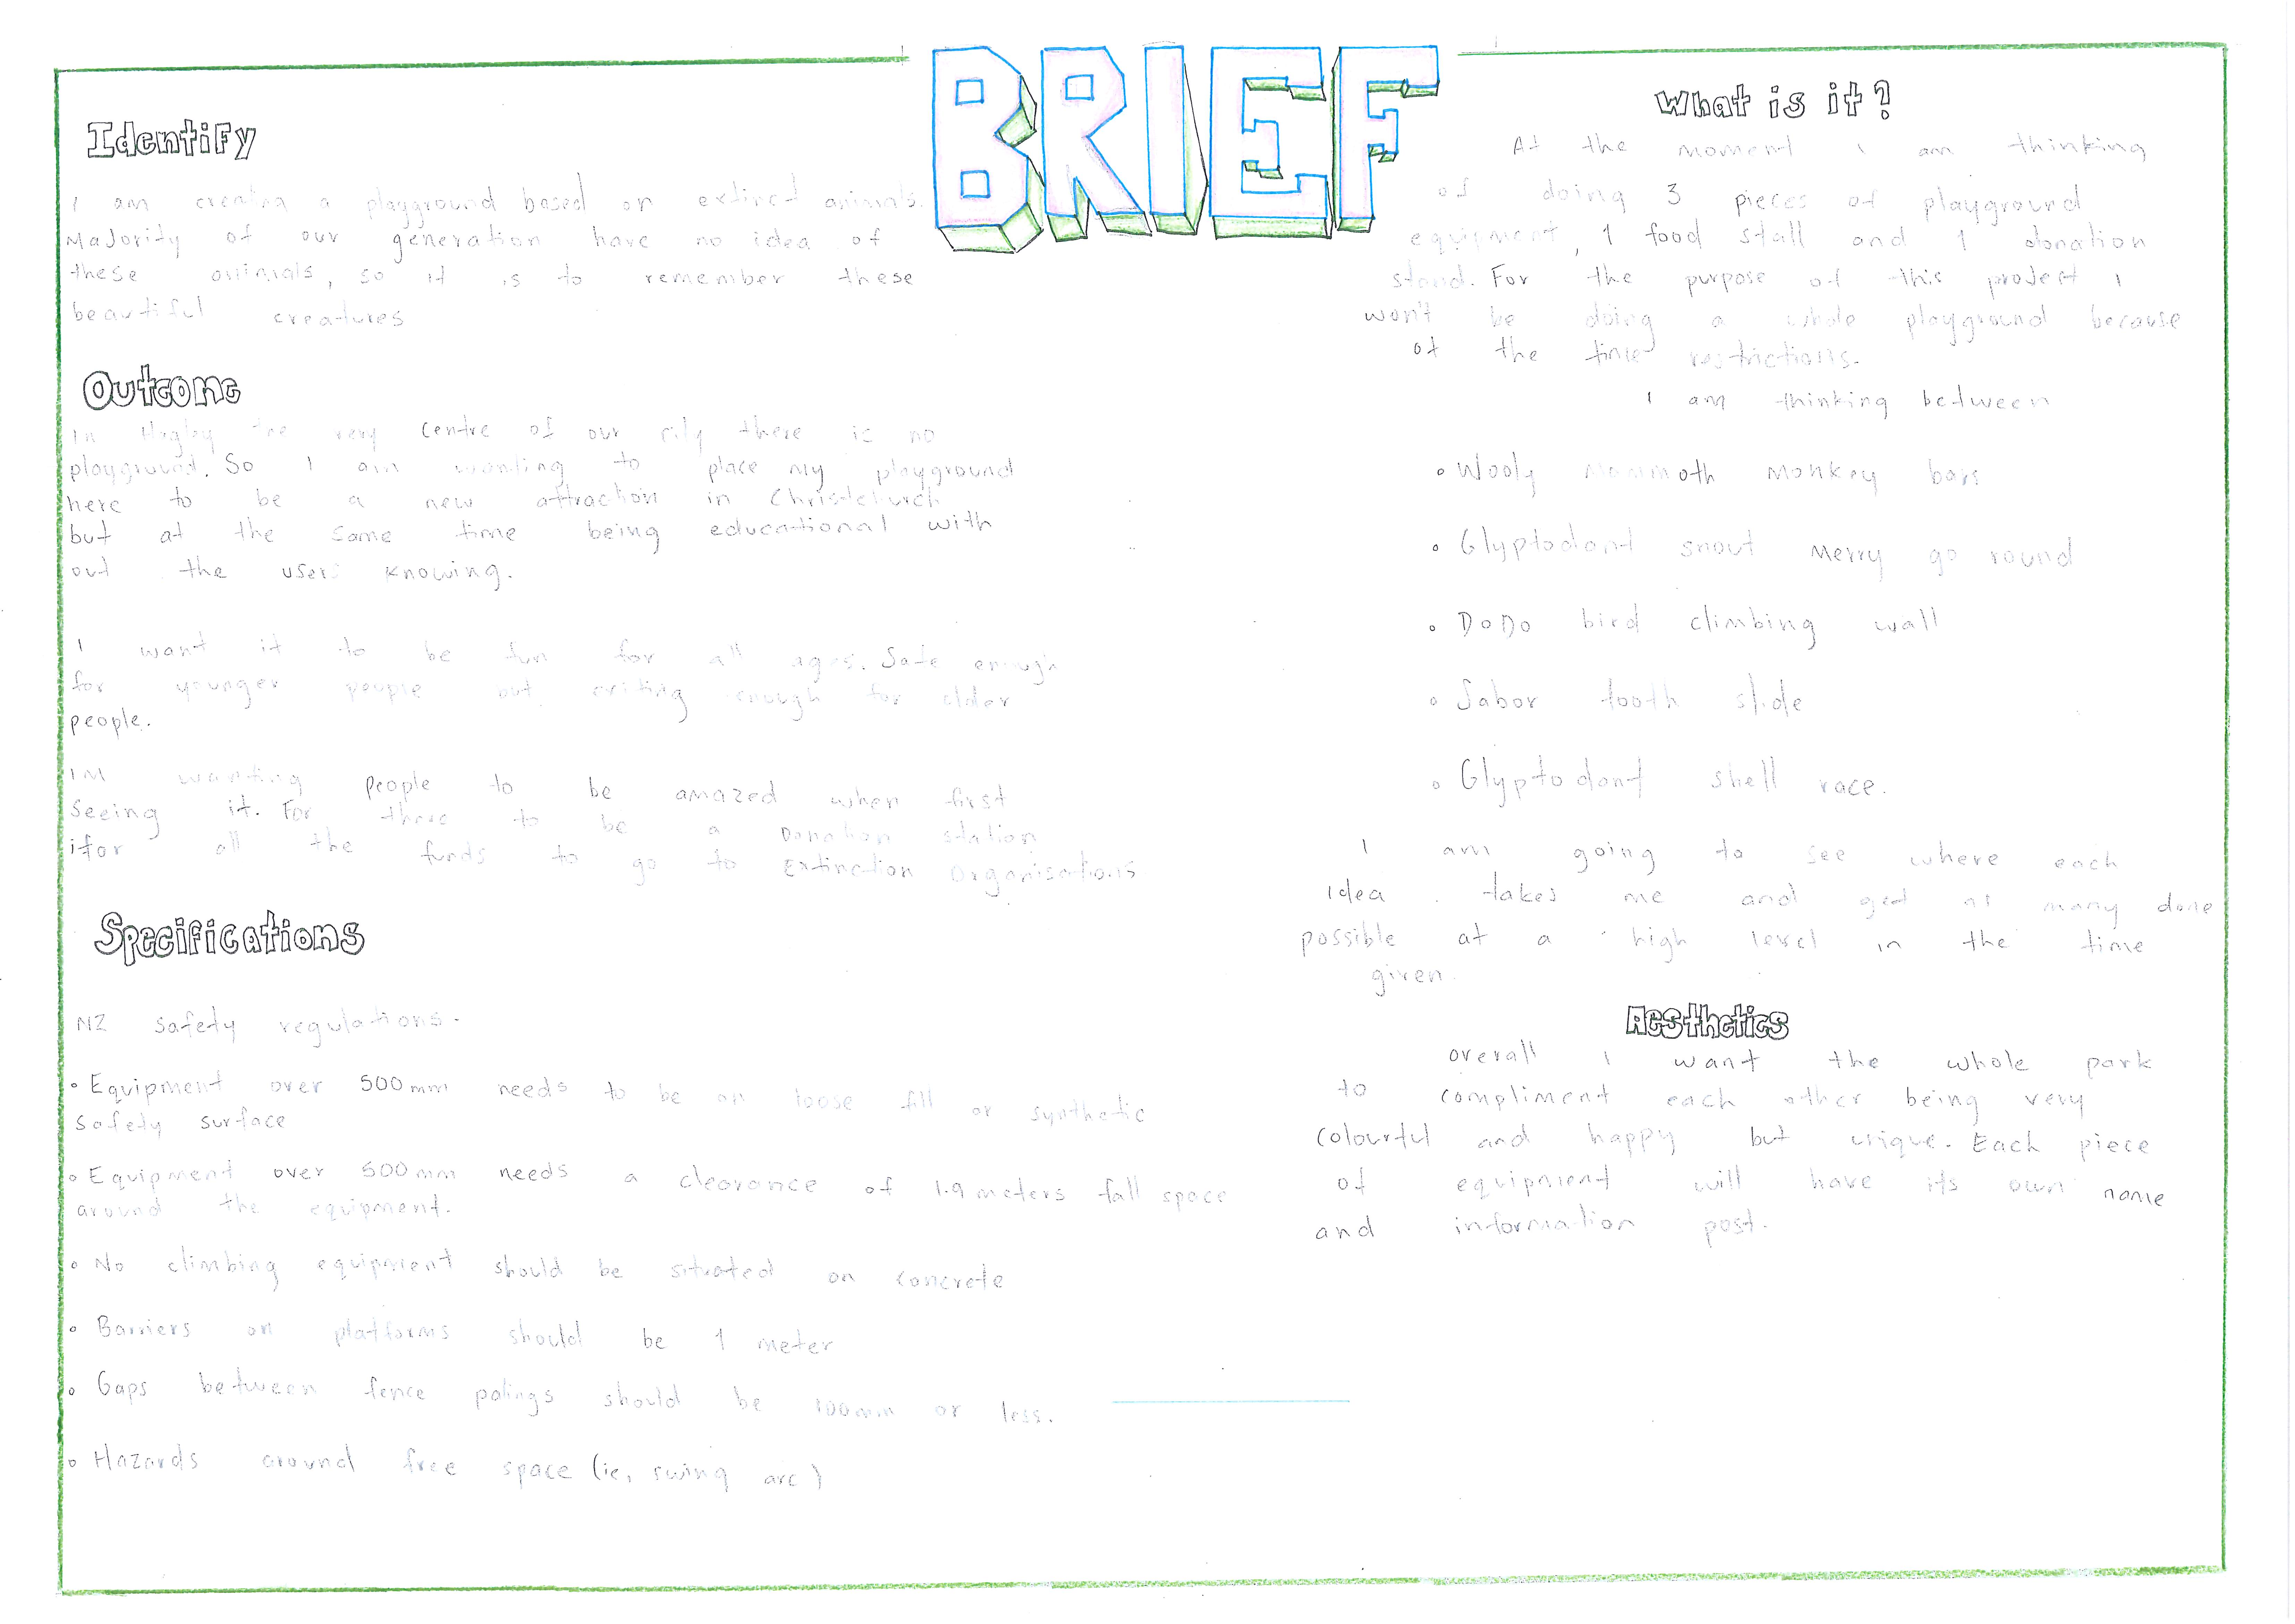 BRIEF
Identify
I am creating a playground based on extinct animals.
Majority of our generation have no idea of
these animals, so it is to remember these
beautiful creatures
Outcome
In Hagley the very centre of our city there is no
playground. So I am wanting to place my playground
here to be a new attraction in Christchurch
but at the same time being educational with
out the users knowing.
I want it to be fun for all ages. Safe enough
for younger people but exiting enough for older
people.
IM wanting people to be amazed when first
seeing it. For there to be a Donation station
ifor all the funds to go to Extinction Organisations
Specifications
NZ safety regulations.
• Equipment over 500mm needs to be on loose fill or synthetic
safety surface
• Equipment over 500mm needs a clearance of 1.9 meters fall space
around the equipment.
• No climbing equipment should be situated on concrete
• Barriers on platforms should be 1 meter
• Gaps between fence palings should be 100mm or less.
• Hazards around free space (ie, swing arc)
What is it?
At the moment I am thinking
of doing 3 pieces of playground
equipment, 1 food stall and 1 donation
stand. For the purpose of this project I
won't be doing a whole playground because
of the time restrictions.
I am thinking between
• Wooly mammoth monkey bars
• Glyptodont snout merry go round
• DoDo bird climbing wall
• Sabor tooth slide
• Glyptodont shell race.
I am going to see where each
idea takes me and get as many done
possible at a high level in the time
given.
Aesthetics
overall I want the whole park
to compliment each other being very
colourful and happy but unique. Each piece
of equipment will have its own name
and information post.